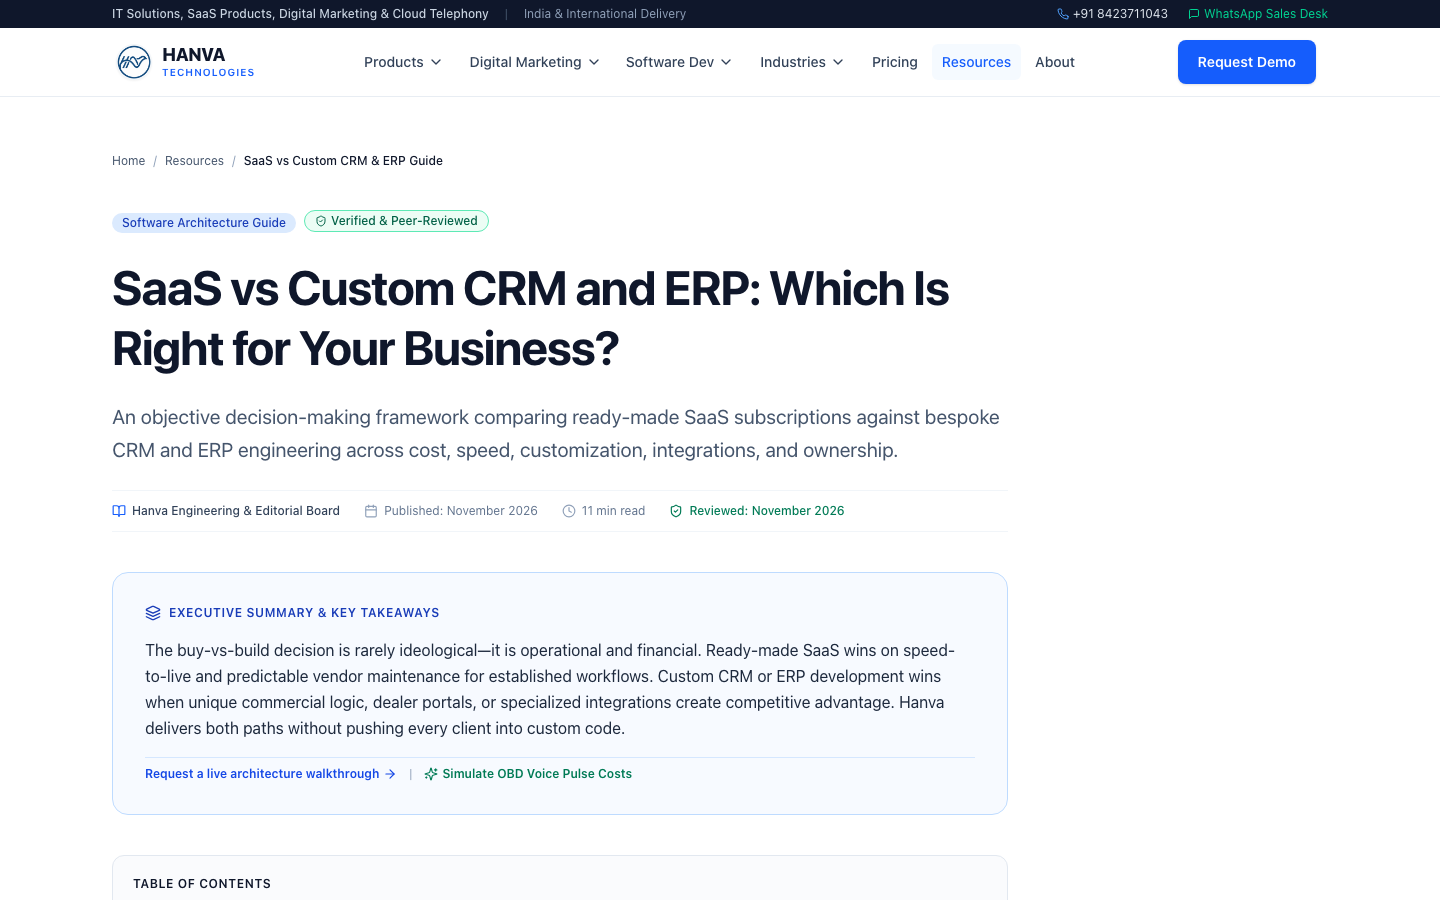 IT Solutions, SaaS Products, Digital Marketing & Cloud Telephony | India & International Delivery
+91 8423711043 WhatsApp Sales Desk
HANVA
TECHNOLOGIES
Products Digital Marketing Software Dev Industries Pricing Resources About Request Demo
Home / Resources / SaaS vs Custom CRM & ERP Guide
Software Architecture Guide Verified & Peer-Reviewed
SaaS vs Custom CRM and ERP: Which Is
Right for Your Business?
An objective decision-making framework comparing ready-made SaaS subscriptions against bespoke
CRM and ERP engineering across cost, speed, customization, integrations, and ownership.
Hanva Engineering & Editorial Board Published: November 2026 11 min read Reviewed: November 2026
EXECUTIVE SUMMARY & KEY TAKEAWAYS
The buy-vs-build decision is rarely ideological—it is operational and financial. Ready-made SaaS wins on speed-
to-live and predictable vendor maintenance for established workflows. Custom CRM or ERP development wins
when unique commercial logic, dealer portals, or specialized integrations create competitive advantage. Hanva
delivers both paths without pushing every client into custom code.
Request a live architecture walkthrough → | Simulate OBD Voice Pulse Costs
TABLE OF CONTENTS